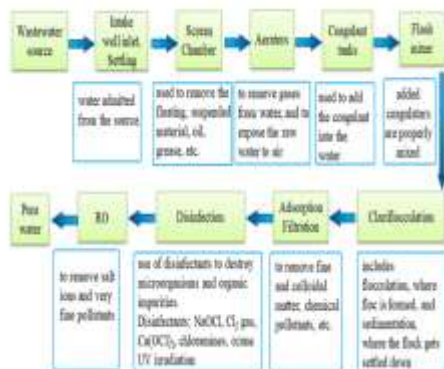 Wastewater
source
Intake
well inlet.
Settling
Screen
Chamber
Aerators
Coagulant
tanks
Flash
mixer
water admitted
from the source
used to remove the
floating, suspended
material, oil,
grease, etc.
to remove gases
from water, and to
expose the raw
water to air
used to add
the coagulant
into the
water
added
coagulators
are properly
mixed
Pure
water
RO
Disinfection
Adsorption
Filtration
Clariflocculation
to remove salt
ions and very
fine pollutants
use of disinfectants to destroy
microorganisms and organic
impurities
Disinfectants; NaOCl, Cl₂ gas,
Ca(OCl)₂, chloramines, ozone
UV irradiation
to remove fine
and colloidal
matter, chemical
pollutants, etc.
includes
flocculation, where
floc is formed, and
sedimentation,
where the flock gets
settled down